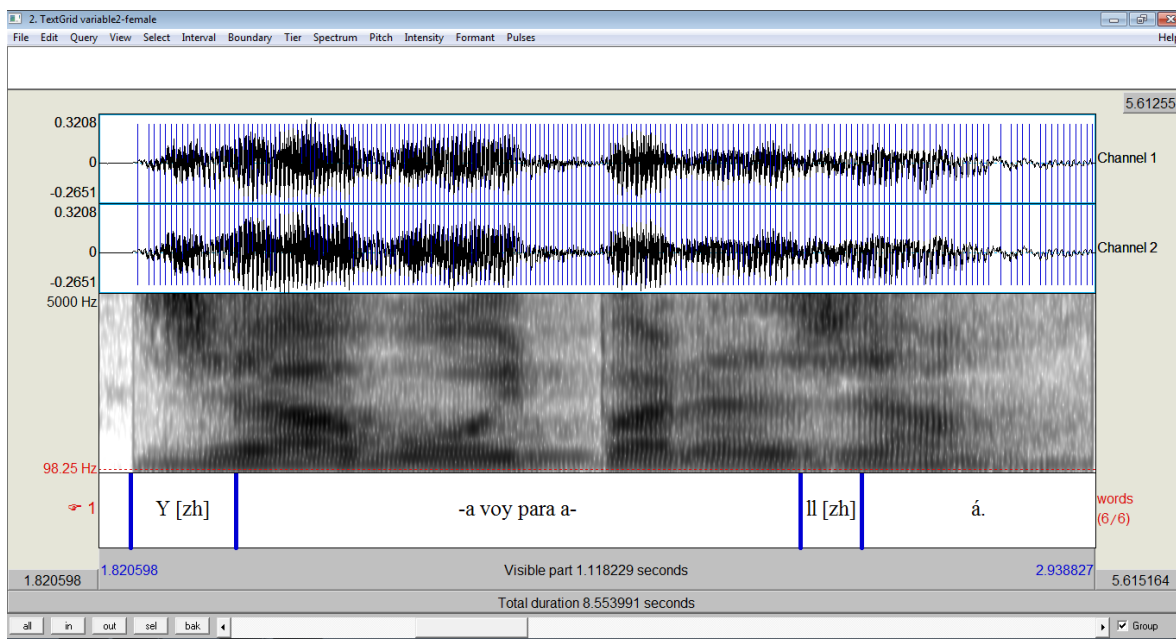 2. TextGrid variable2-female
File Edit Query View Select Interval Boundary Tier Spectrum Pitch Intensity Formant Pulses Help
5.61255
0.3208
0
-0.2651
Channel 1
0.3208
0
-0.2651
Channel 2
5000 Hz
98.25 Hz
☞ 1
Y [zh] -a voy para a- ll [zh] á.
words
(6/6)
1.820598 Visible part 1.118229 seconds 2.938827
1.820598 5.615164
Total duration 8.553991 seconds
all in out sel bak Group